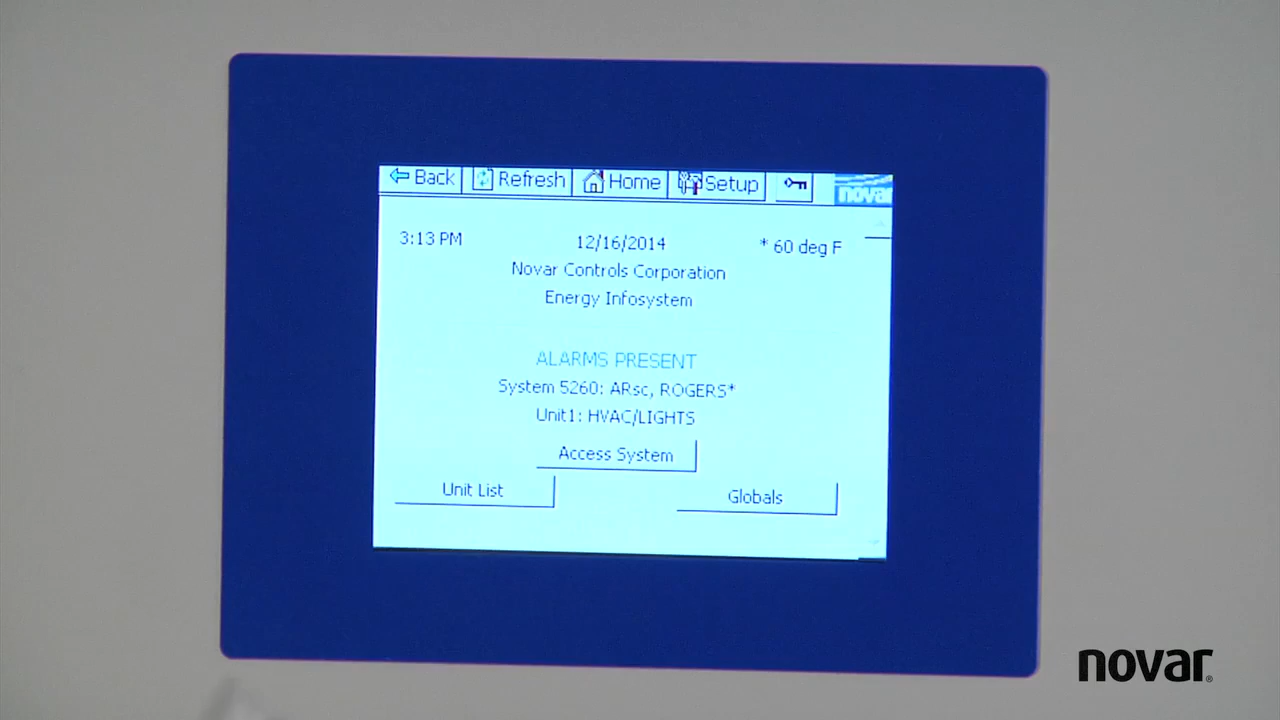 Back Refresh Home Setup novar
3:13 PM 12/16/2014 * 60 deg F
Novar Controls Corporation
Energy Infosystem
ALARMS PRESENT
System 5260: ARsc, ROGERS*
Unit1: HVAC/LIGHTS
Access System
Unit List Globals
novar®